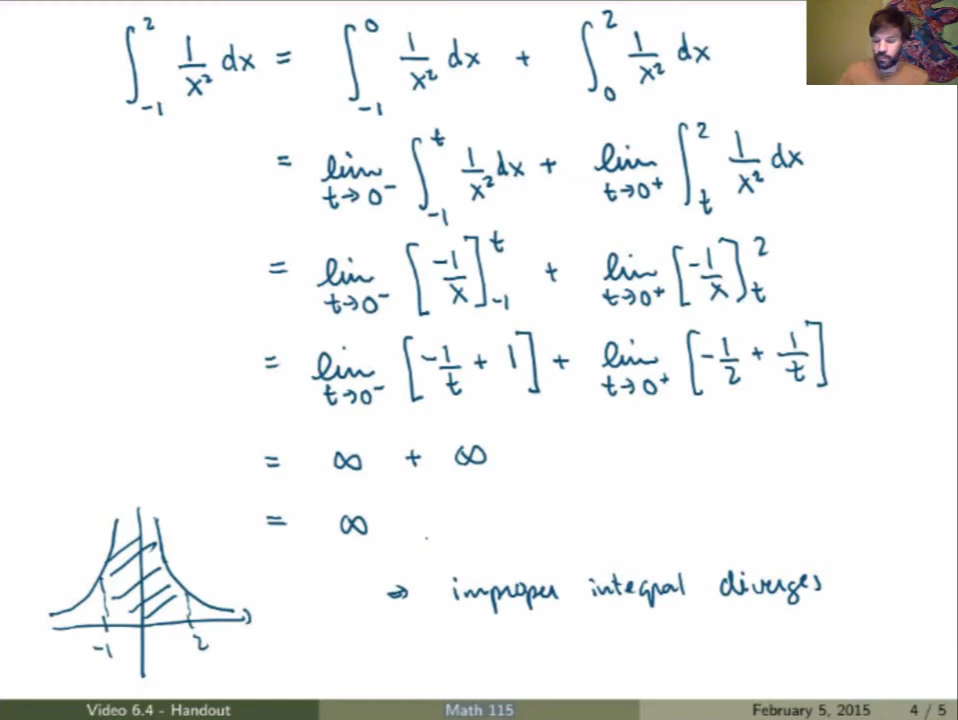 ∫_{-1}^{2} 1/x² dx = ∫_{-1}^{0} 1/x² dx + ∫_{0}^{2} 1/x² dx
= lim_{t→0⁻} ∫_{-1}^{t} 1/x² dx + lim_{t→0⁺} ∫_{t}^{2} 1/x² dx
= lim_{t→0⁻} [-1/x]_{-1}^{t} + lim_{t→0⁺} [-1/x]_{t}^{2}
= lim_{t→0⁻} [-1/t + 1] + lim_{t→0⁺} [-1/2 + 1/t]
= ∞ + ∞
= ∞
⇒ improper integral diverges
-1 2
Video 6.4 - Handout Math 115 February 5, 2015 4 / 5